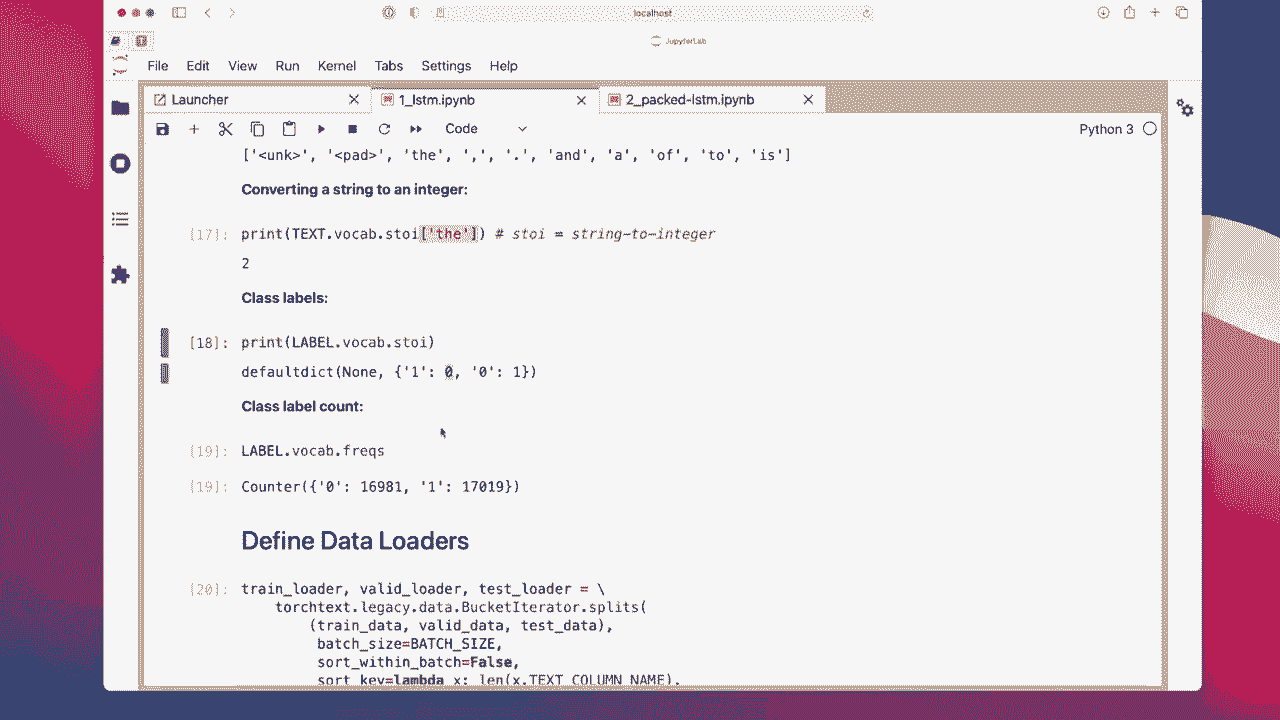 localhost
JupyterLab
File Edit View Run Kernel Tabs Settings Help
Launcher 1_lstm.ipynb 2_packed-lstm.ipynb
Code Python 3
['<unk>', '<pad>', 'the', ',', '.', 'and', 'a', 'of', 'to', 'is']
Converting a string to an integer:
[17]: print(TEXT.vocab.stoi['the']) # stoi = string-to-integer
2
Class labels:
[18]: print(LABEL.vocab.stoi)
defaultdict(None, {'1': 0, '0': 1})
Class label count:
[19]: LABEL.vocab.freqs
[19]: Counter({'0': 16981, '1': 17019})
Define Data Loaders
[20]: train_loader, valid_loader, test_loader = \
torchtext.legacy.data.BucketIterator.splits(
(train_data, valid_data, test_data),
batch_size=BATCH_SIZE,
sort_within_batch=False,
sort_key=lambda x: len(x.TEXT_COLUMN_NAME),